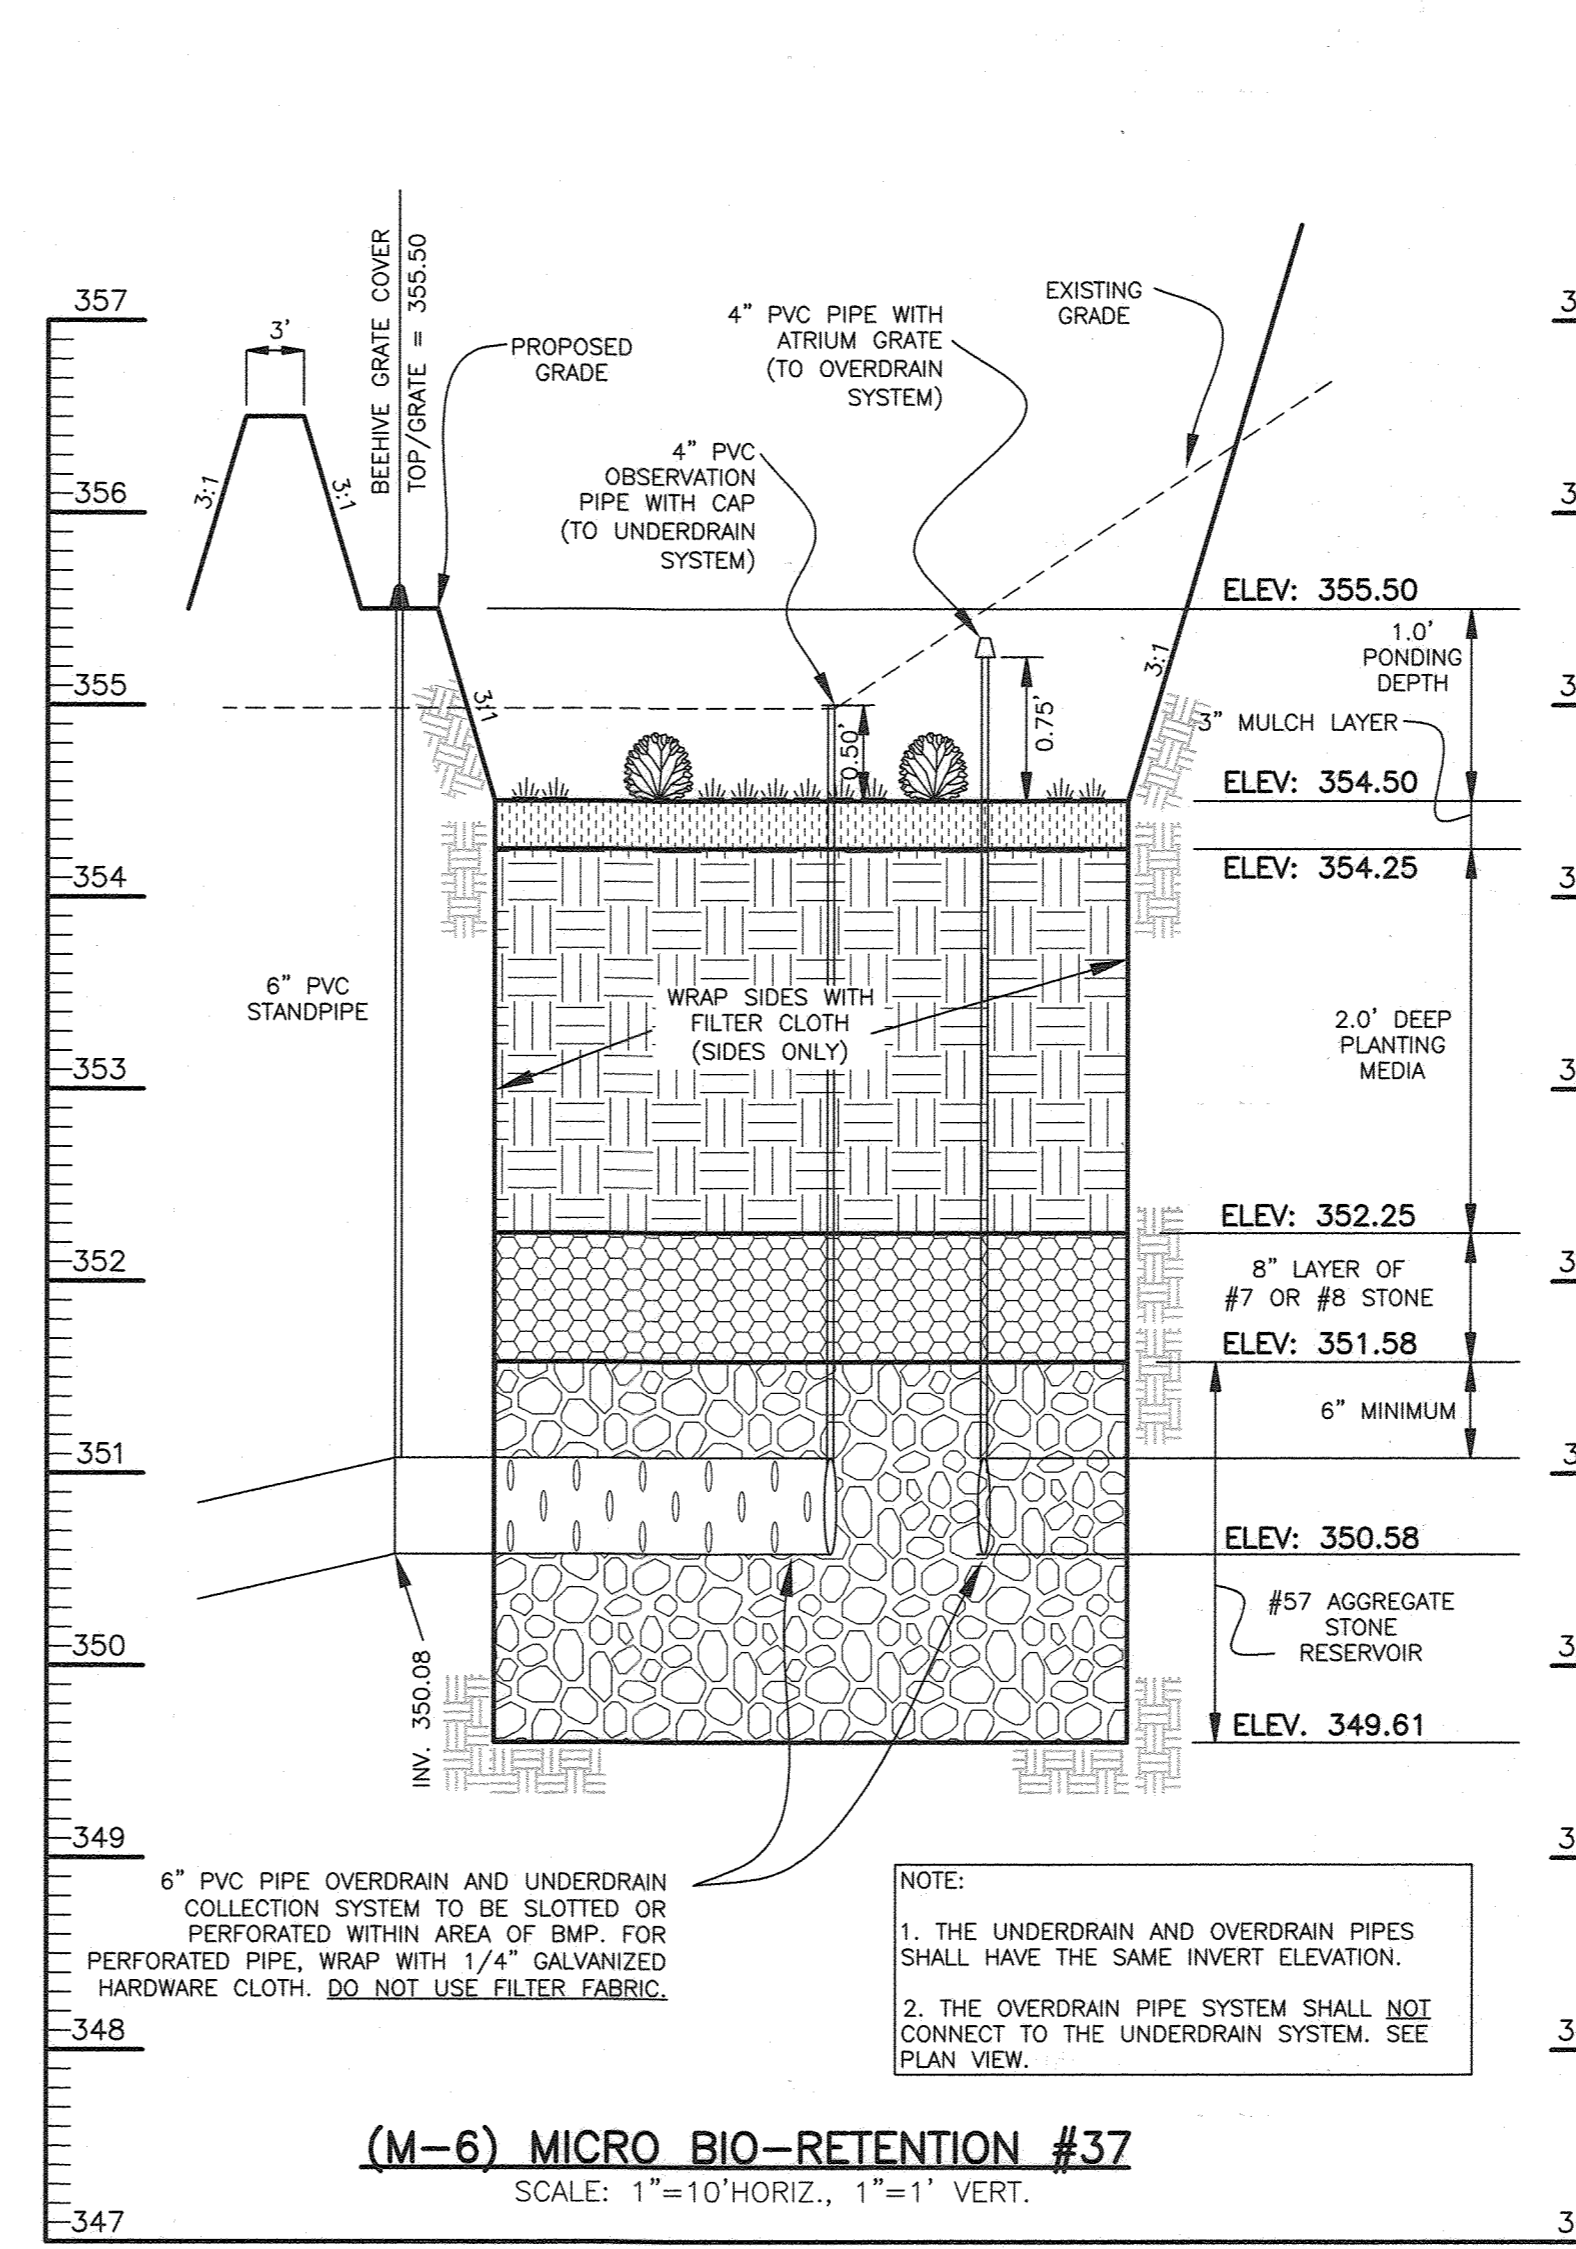 357
356
355
354
353
352
351
350
349
348
347
3'
3:1
3:1
BEEHIVE GRATE COVER
TOP/GRATE = 355.50
PROPOSED
GRADE
4" PVC PIPE WITH
ATRIUM GRATE
(TO OVERDRAIN
SYSTEM)
EXISTING
GRADE
4" PVC
OBSERVATION
PIPE WITH CAP
(TO UNDERDRAIN
SYSTEM)
3:1
0.50'
0.75'
3:1
ELEV: 355.50
1.0'
PONDING
DEPTH
3" MULCH LAYER
ELEV: 354.50
ELEV: 354.25
6" PVC
STANDPIPE
WRAP SIDES WITH
FILTER CLOTH
(SIDES ONLY)
2.0' DEEP
PLANTING
MEDIA
ELEV: 352.25
8" LAYER OF
#7 OR #8 STONE
ELEV: 351.58
6" MINIMUM
ELEV: 350.58
#57 AGGREGATE
STONE
RESERVOIR
ELEV. 349.61
INV. 350.08
6" PVC PIPE OVERDRAIN AND UNDERDRAIN
COLLECTION SYSTEM TO BE SLOTTED OR
PERFORATED WITHIN AREA OF BMP. FOR
PERFORATED PIPE, WRAP WITH 1/4" GALVANIZED
HARDWARE CLOTH. DO NOT USE FILTER FABRIC.
NOTE:
1. THE UNDERDRAIN AND OVERDRAIN PIPES
SHALL HAVE THE SAME INVERT ELEVATION.
2. THE OVERDRAIN PIPE SYSTEM SHALL NOT
CONNECT TO THE UNDERDRAIN SYSTEM. SEE
PLAN VIEW.
(M-6) MICRO BIO-RETENTION #37
SCALE: 1"=10'HORIZ., 1"=1' VERT.